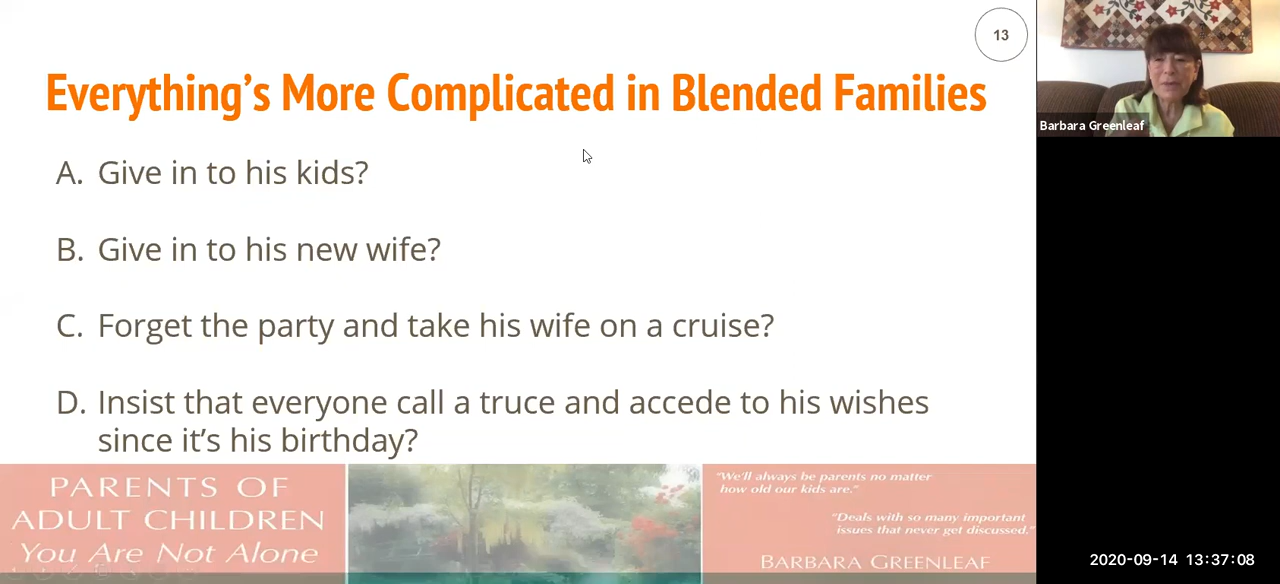 13
Everything's More Complicated in Blended Families
A. Give in to his kids?
B. Give in to his new wife?
C. Forget the party and take his wife on a cruise?
D. Insist that everyone call a truce and accede to his wishes
since it's his birthday?
PARENTS OF
ADULT CHILDREN
You Are Not Alone
"We'll always be parents no matter
how old our kids are."
"Deals with so many important
issues that never get discussed."
BARBARA GREENLEAF
Barbara Greenleaf
2020-09-14 13:37:08